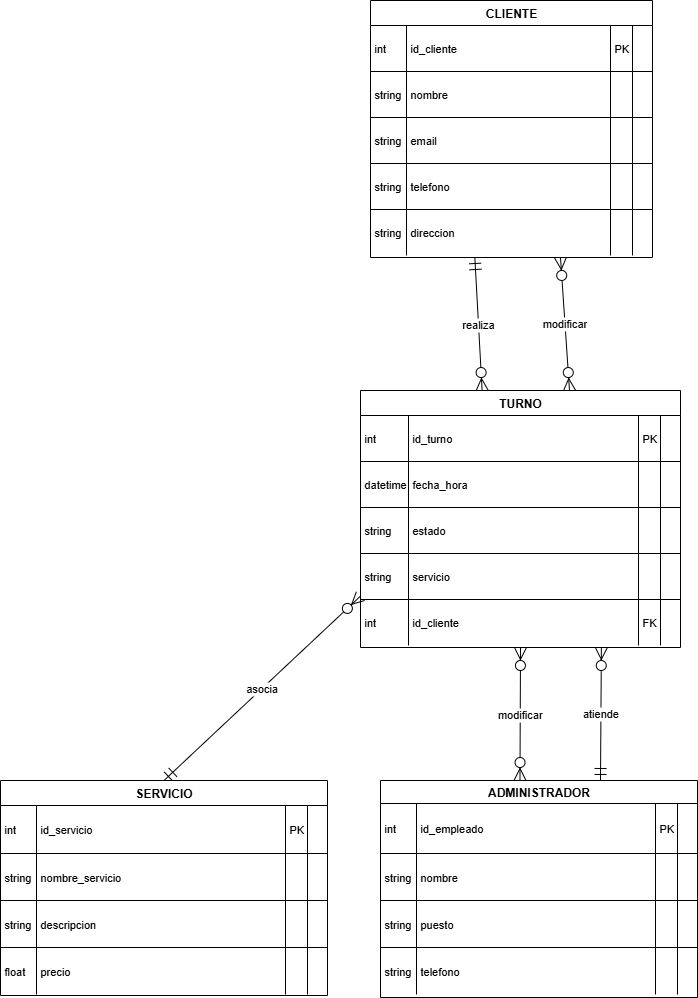 CLIENTE
int id_cliente PK
string nombre
string email
string telefono
string direccion
realiza modificar
TURNO
int id_turno PK
datetime fecha_hora
string estado
string servicio
int id_cliente FK
asocia
modificar atiende
SERVICIO
int id_servicio PK
string nombre_servicio
string descripcion
float precio
ADMINISTRADOR
int id_empleado PK
string nombre
string puesto
string telefono